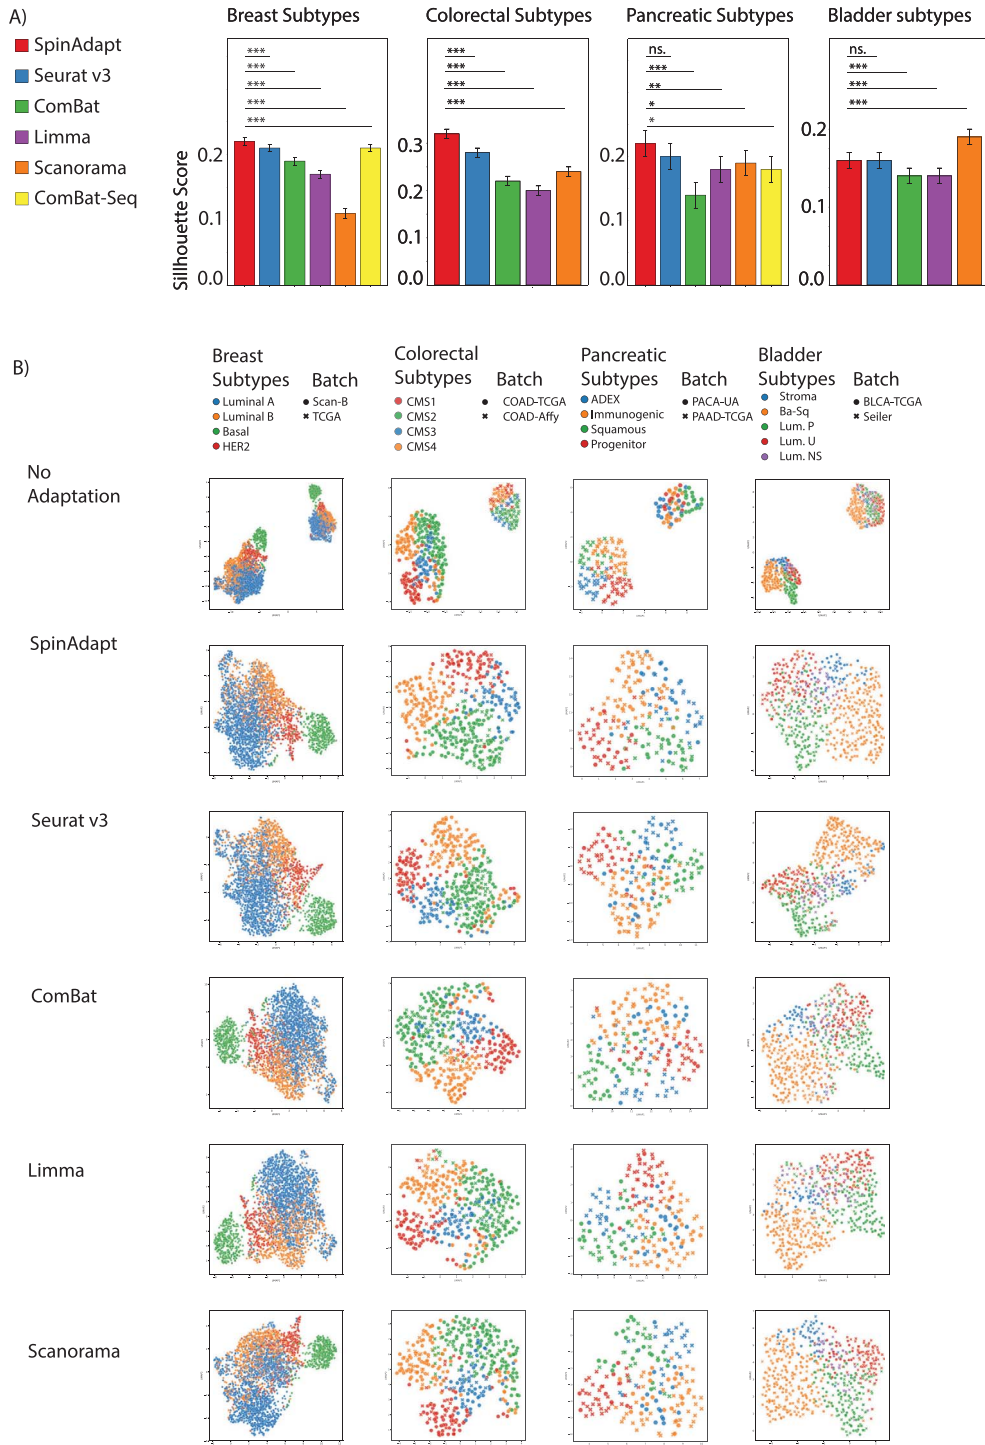 A)
SpinAdapt
Seurat v3
ComBat
Limma
Scanorama
ComBat-Seq
Sillhouette Score
Breast Subtypes
***
***
***
***
***
0.2
0.1
0.0
Colorectal Subtypes
***
***
***
***
0.3
0.2
0.1
0.0
Pancreatic Subtypes
ns.
***
**
*
*
0.2
0.1
0.0
Bladder subtypes
ns.
***
***
***
0.2
0.1
0.0
B)
Breast
Subtypes
Luminal A
Luminal B
Basal
HER2
Batch
Scan-B
TCGA
Colorectal
Subtypes
CMS1
CMS2
CMS3
CMS4
Batch
COAD-TCGA
COAD-Affy
Pancreatic
Subtypes
ADEX
Immunogenic
Squamous
Progenitor
Batch
PACA-UA
PAAD-TCGA
Bladder
Subtypes
Stroma
Ba-Sq
Lum. P
Lum. U
Lum. NS
Batch
BLCA-TCGA
Seiler
No
Adaptation
SpinAdapt
Seurat v3
ComBat
Limma
Scanorama